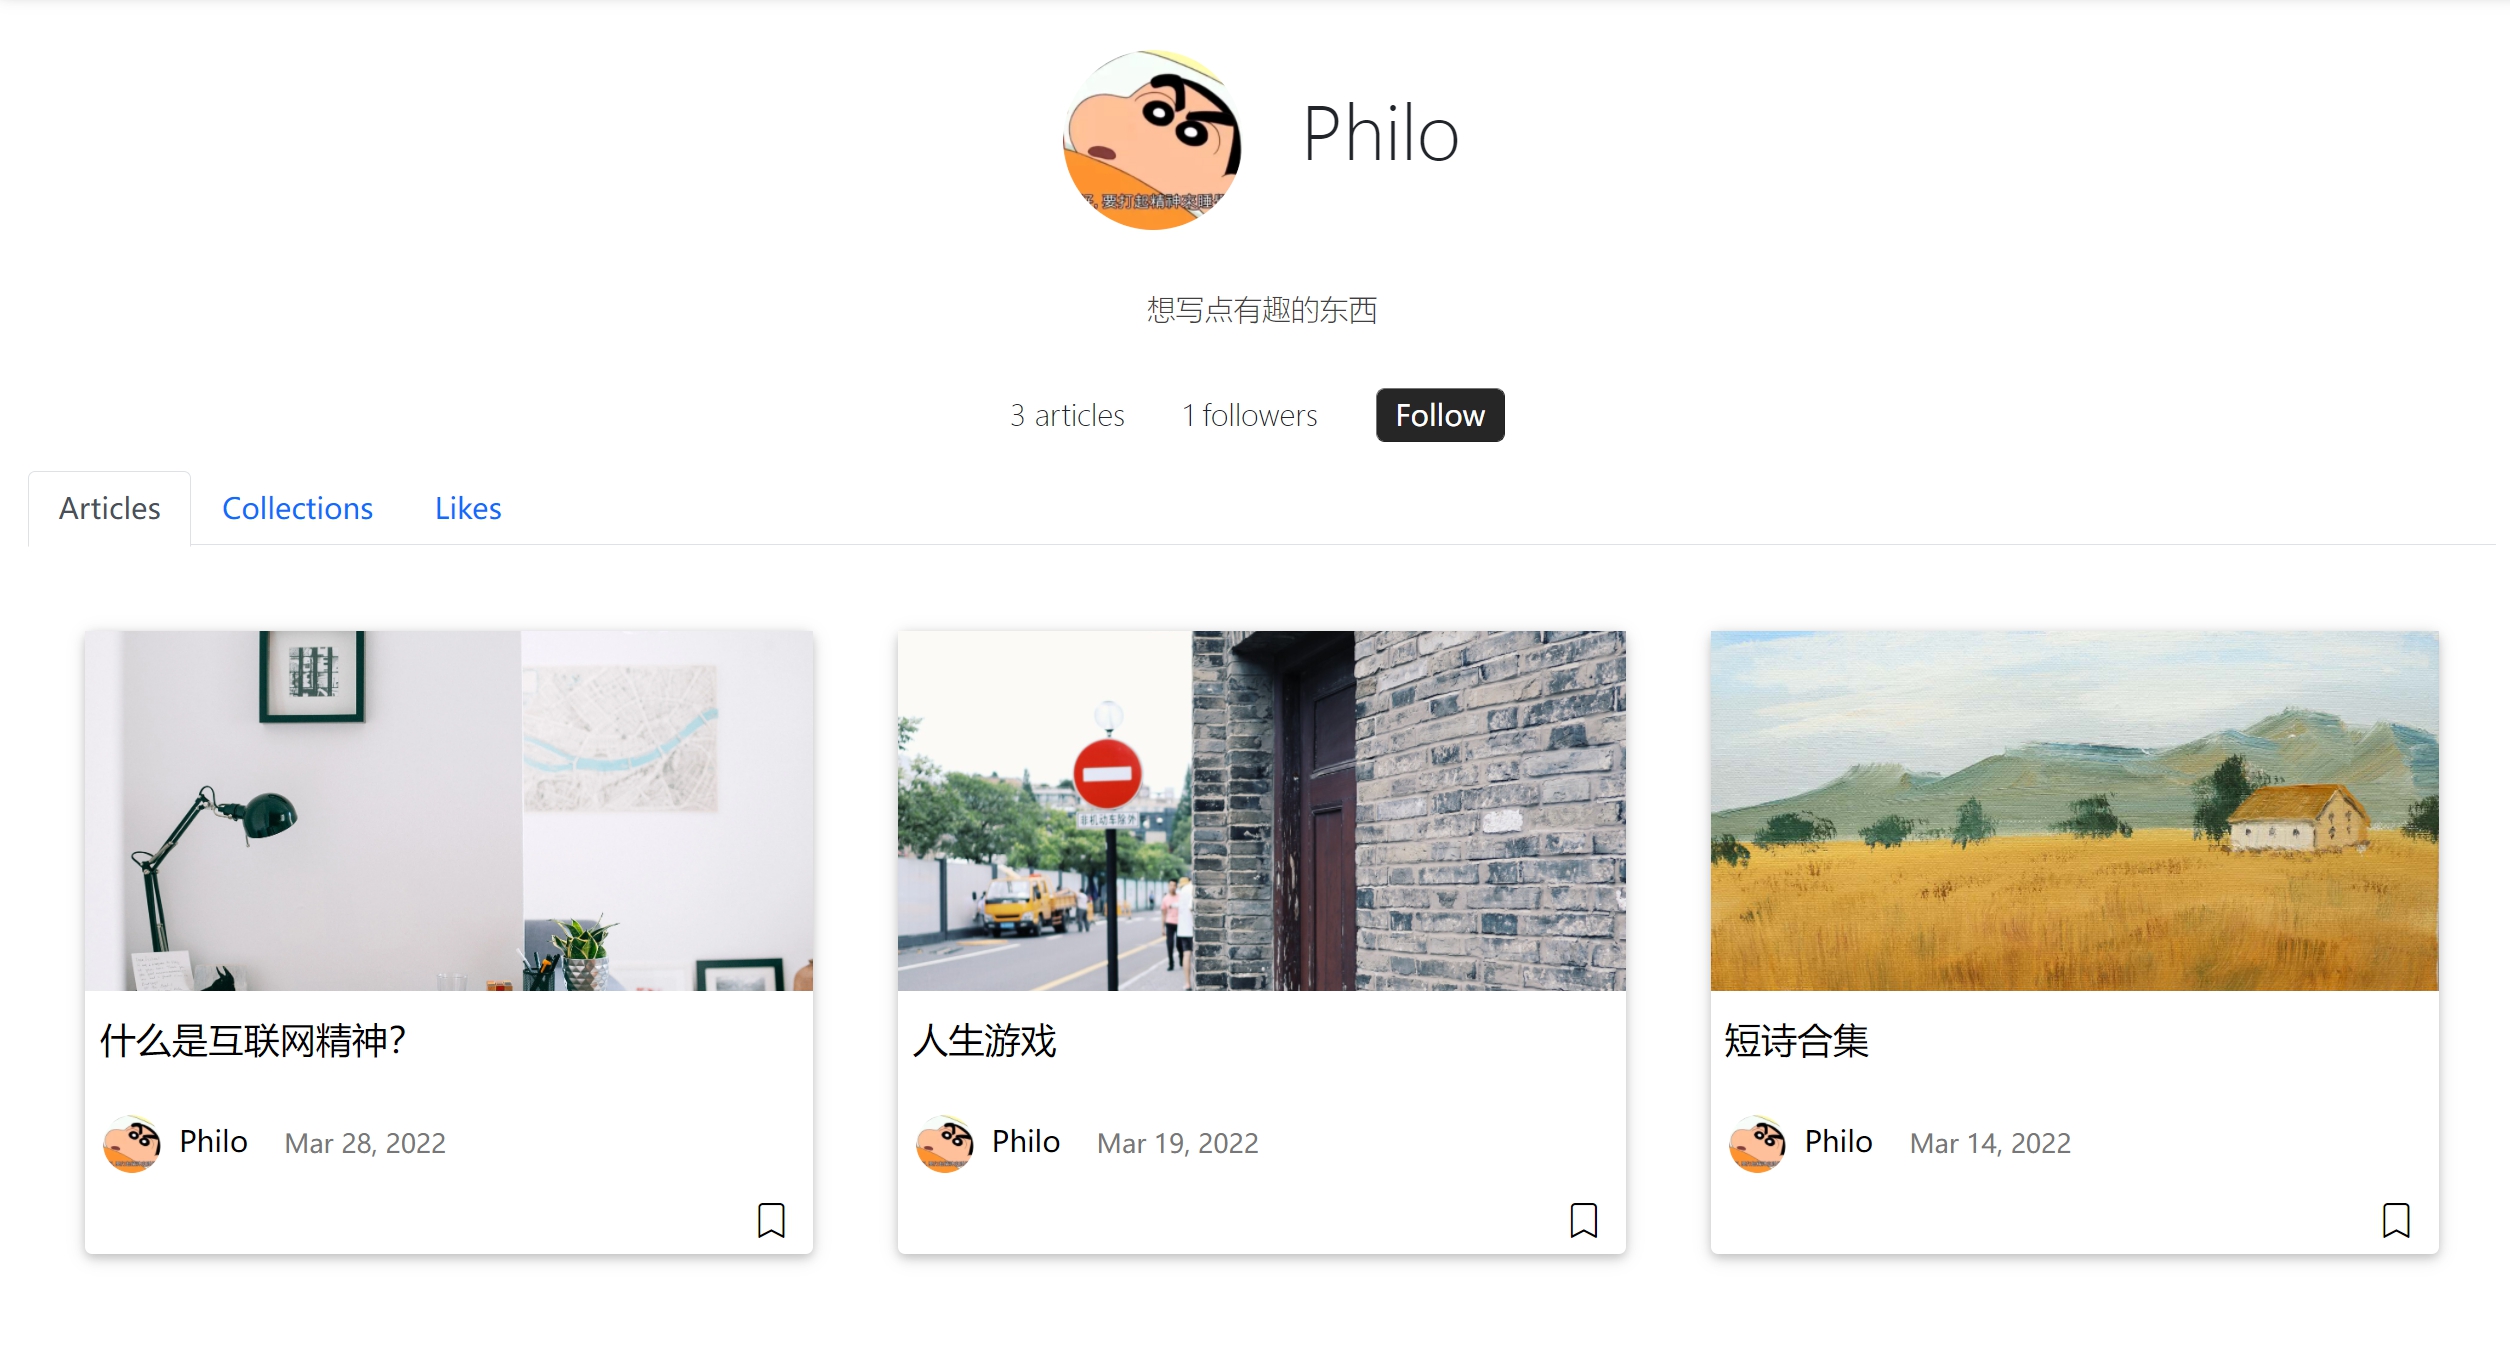 Philo
要打起精神来睡
想写点有趣的东西
3 articles
1 followers
Follow
Articles
Collections
Likes
非机动车除外
什么是互联网精神?
Philo
Mar 28, 2022
人生游戏
Philo
Mar 19, 2022
短诗合集
Philo
Mar 14, 2022